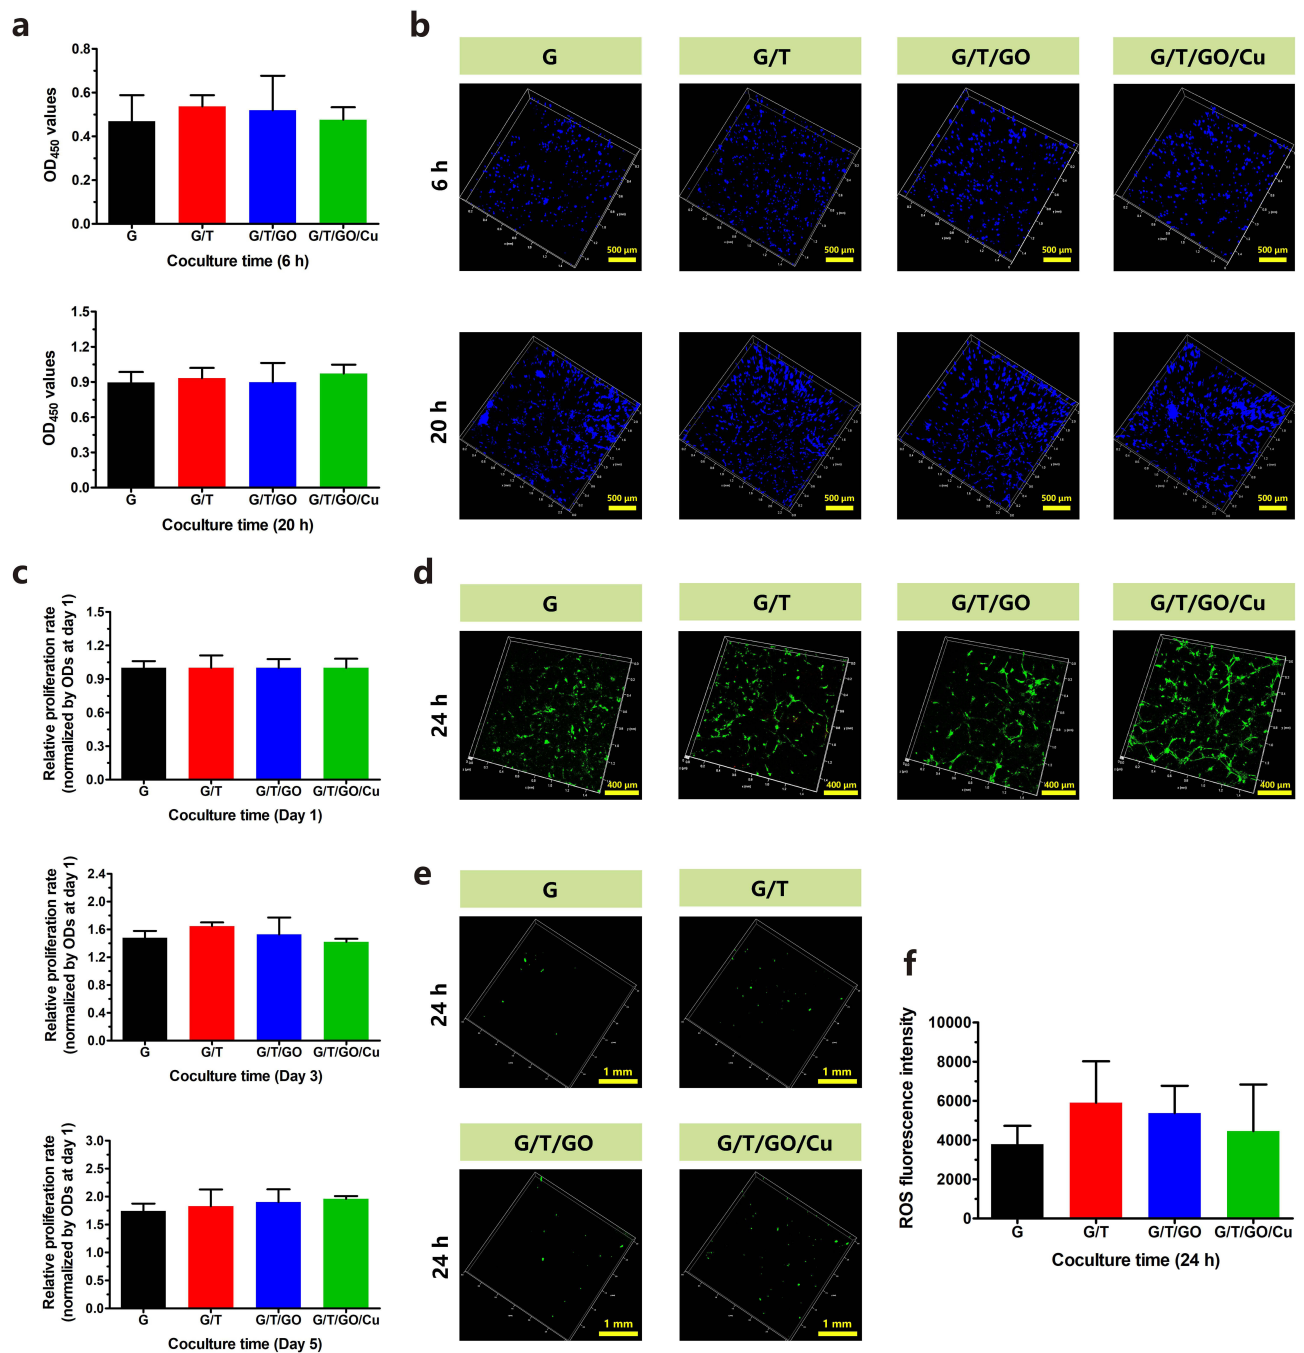 a
OD450 values
0.8
0.6
0.4
0.2
0.0
G G/T G/T/GO G/T/GO/Cu
Coculture time (6 h)
OD450 values
1.5
1.2
0.9
0.6
0.3
0.0
G G/T G/T/GO G/T/GO/Cu
Coculture time (20 h)
b
G G/T G/T/GO G/T/GO/Cu
6 h
500 μm 500 μm 500 μm 500 μm
20 h
500 μm 500 μm 500 μm 500 μm
c
Relative proliferation rate
(normalized by ODs at day 1)
1.5
1.2
0.9
0.6
0.3
0.0
G G/T G/T/GO G/T/GO/Cu
Coculture time (Day 1)
Relative proliferation rate
(normalized by ODs at day 1)
2.4
2.0
1.6
1.2
0.8
0.4
0.0
G G/T G/T/GO G/T/GO/Cu
Coculture time (Day 3)
Relative proliferation rate
(normalized by ODs at day 1)
3.0
2.5
2.0
1.5
1.0
0.5
0.0
G G/T G/T/GO G/T/GO/Cu
Coculture time (Day 5)
d
G G/T G/T/GO G/T/GO/Cu
24 h
400 μm 400 μm 400 μm 400 μm
e
G G/T
24 h
1 mm 1 mm
G/T/GO G/T/GO/Cu
24 h
1 mm 1 mm
f
ROS fluorescence intensity
10000
8000
6000
4000
2000
0
G G/T G/T/GO G/T/GO/Cu
Coculture time (24 h)